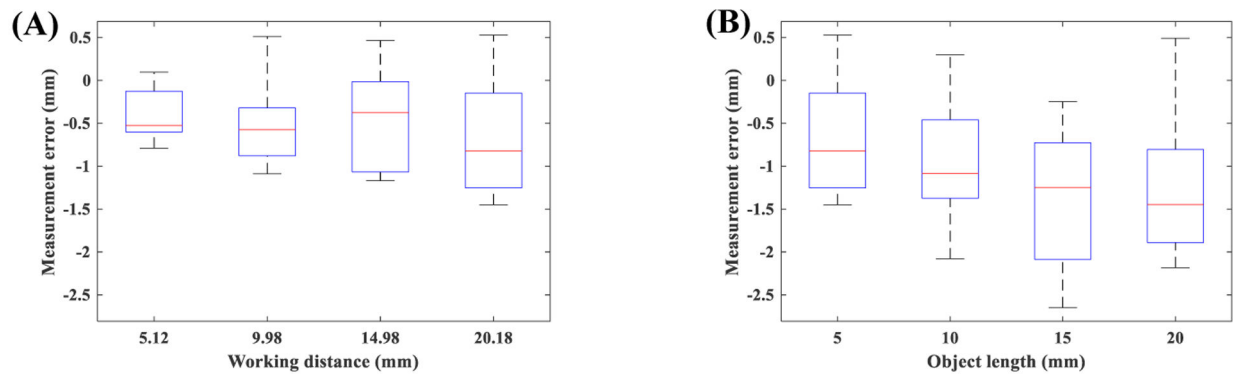 (A)
Measurement error (mm)
0.5
0
-0.5
-1
-1.5
-2
-2.5
5.12 9.98 14.98 20.18
Working distance (mm)
(B)
Measurement error (mm)
0.5
0
-0.5
-1
-1.5
-2
-2.5
5 10 15 20
Object length (mm)